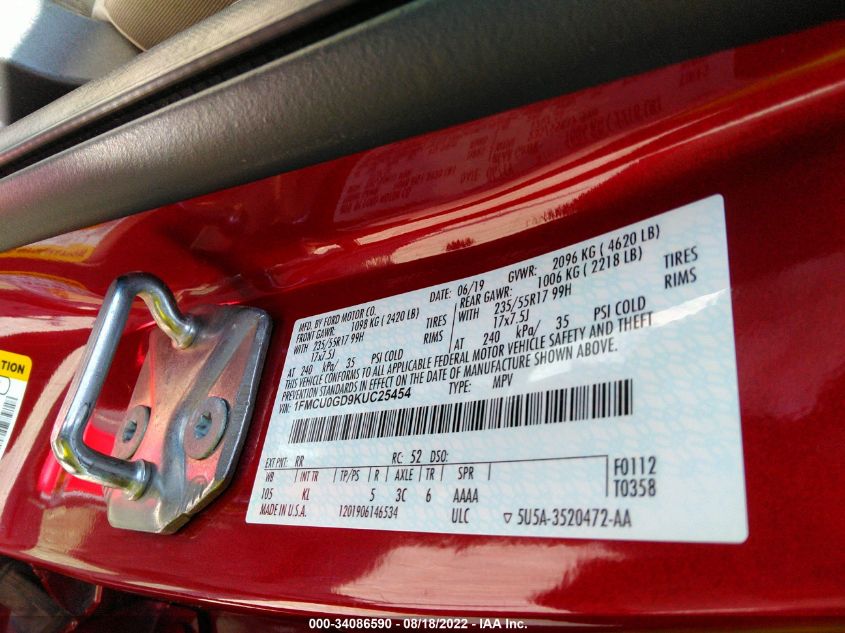 MFD. BY FORD MOTOR CO.
DATE: 06/19 GVWR: 2096 KG ( 4620 LB)
FRONT GAWR: 1098 KG ( 2420 LB)
REAR GAWR: 1006 KG ( 2218 LB)
WITH 235/55R17 99H TIRES
WITH 235/55R17 99H TIRES
17x7.5J RIMS
17x7.5J RIMS
AT 240 kPa/ 35 PSI COLD
AT 240 kPa/ 35 PSI COLD
THIS VEHICLE CONFORMS TO ALL APPLICABLE FEDERAL MOTOR VEHICLE SAFETY AND THEFT
PREVENTION STANDARDS IN EFFECT ON THE DATE OF MANUFACTURE SHOWN ABOVE.
1FMCU0GD9KUC25454 TYPE: MPV
EXT PNT: RR RC: 52 DSO:
WB INT TR TP/PS R AXLE TR SPR
105 KL 5 3C 6 AAAA
F0112
T0358
MADE IN U.S.A. 1201906146534 ULC ▽ 5U5A-3520472-AA
000-34086590 - 08/18/2022 - IAA Inc.